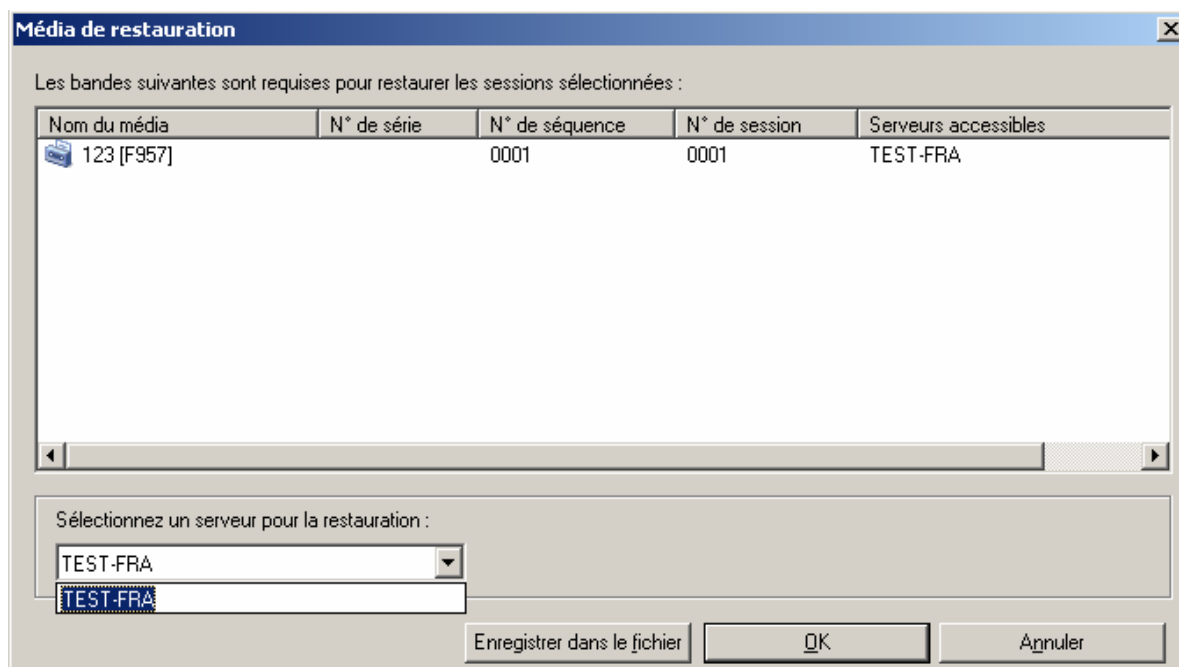 Média de restauration
Les bandes suivantes sont requises pour restaurer les sessions sélectionnées :
Nom du média N° de série N° de séquence N° de session Serveurs accessibles
123 [F957] 0001 0001 TEST-FRA
Sélectionnez un serveur pour la restauration :
TEST-FRA
TEST-FRA
Enregistrer dans le fichier OK Annuler